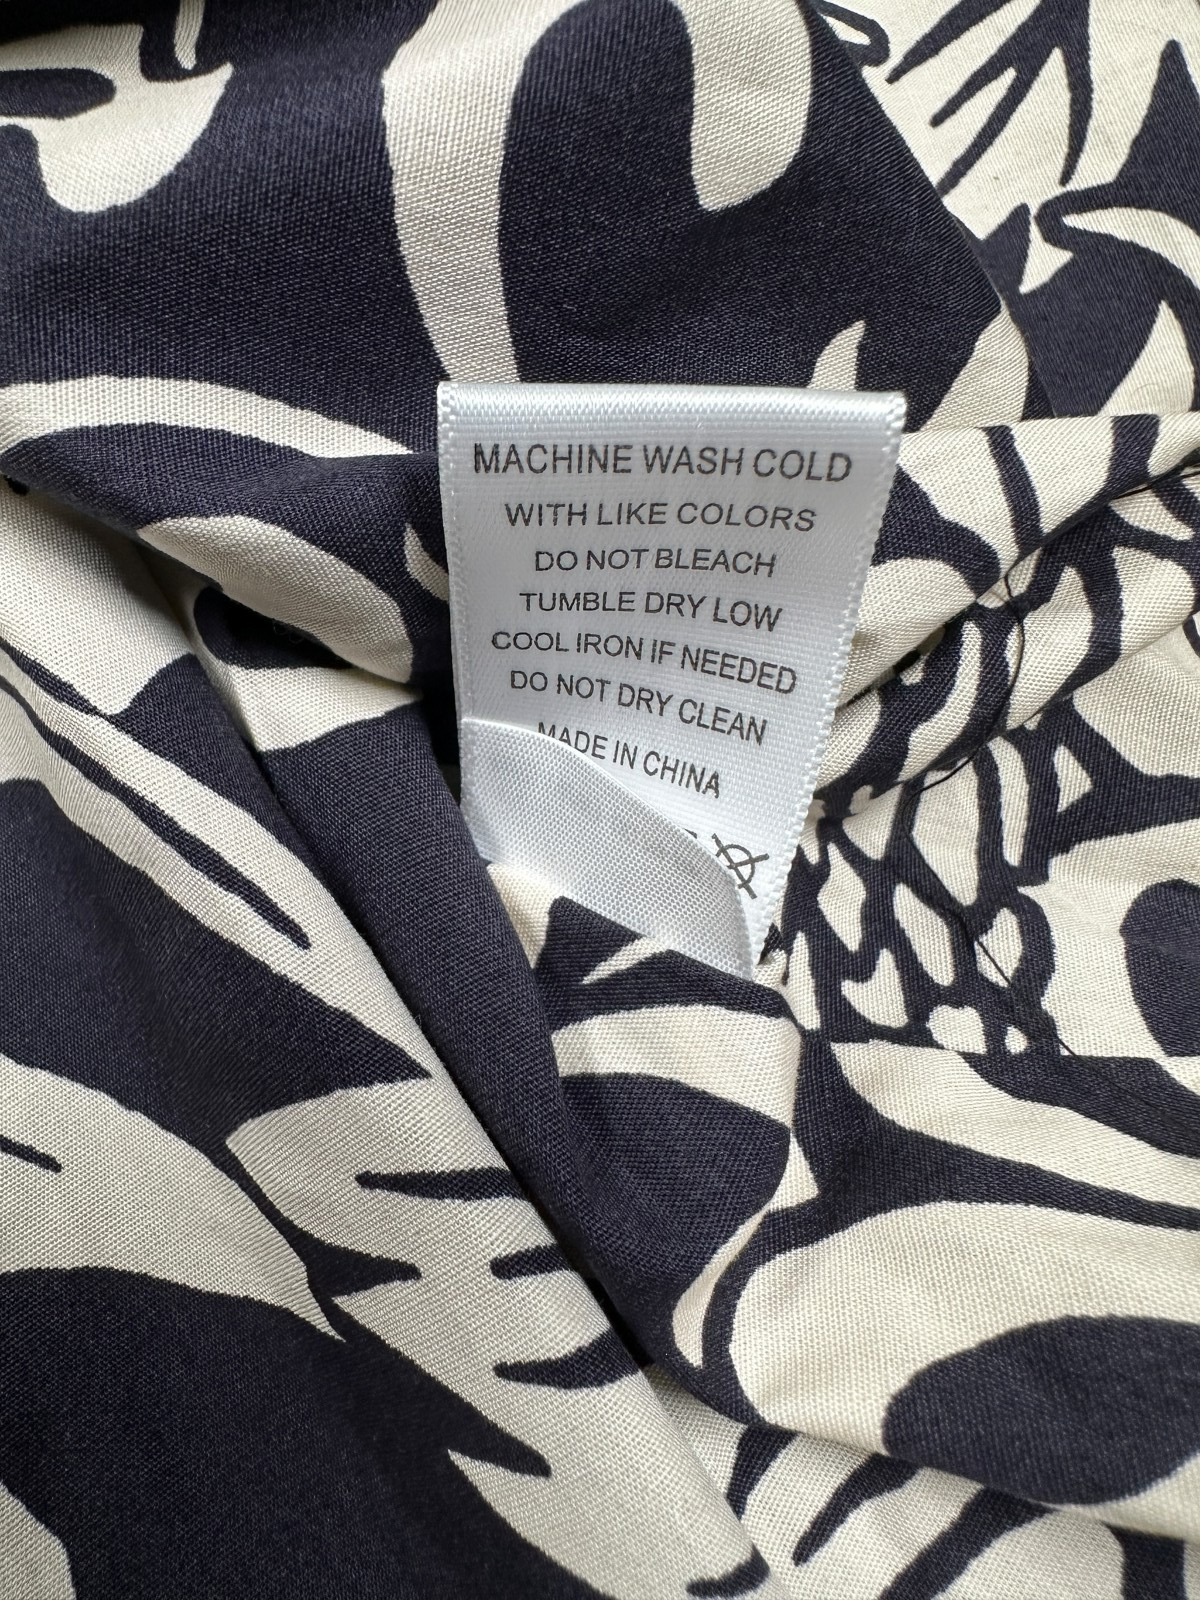 MACHINE WASH COLD
WITH LIKE COLORS
DO NOT BLEACH
TUMBLE DRY LOW
COOL IRON IF NEEDED
DO NOT DRY CLEAN
MADE IN CHINA